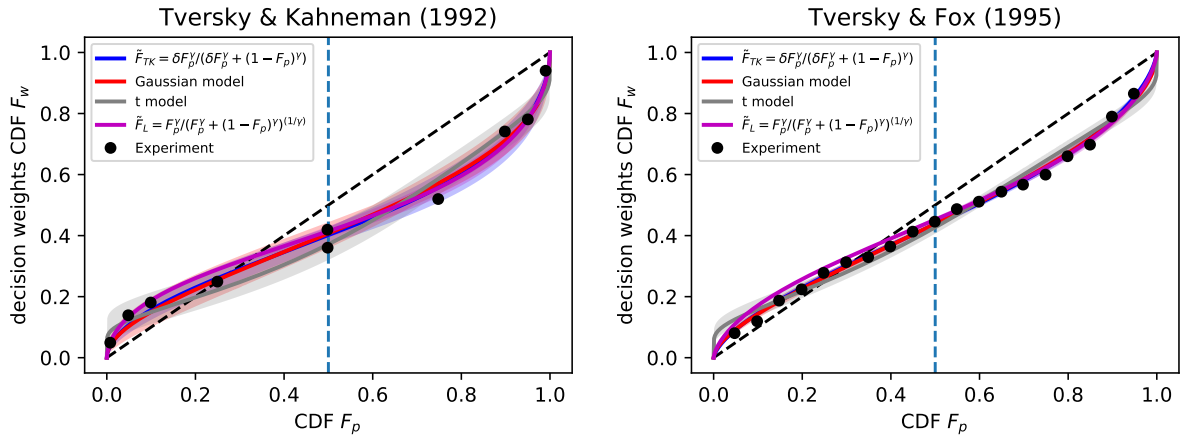 Tversky & Kahneman (1992)
F̃_TK = δF_p^γ/(δF_p^γ + (1 − F_p)^γ)
Gaussian model
t model
F̃_L = F_p^γ/(F_p^γ + (1 − F_p)^γ)^(1/γ)
Experiment
decision weights CDF F_w
1.0
0.8
0.6
0.4
0.2
0.0
0.0 0.2 0.4 0.6 0.8 1.0
CDF F_p
Tversky & Fox (1995)
F̃_TK = δF_p^γ/(δF_p^γ + (1 − F_p)^γ)
Gaussian model
t model
F̃_L = F_p^γ/(F_p^γ + (1 − F_p)^γ)^(1/γ)
Experiment
decision weights CDF F_w
1.0
0.8
0.6
0.4
0.2
0.0
0.0 0.2 0.4 0.6 0.8 1.0
CDF F_p